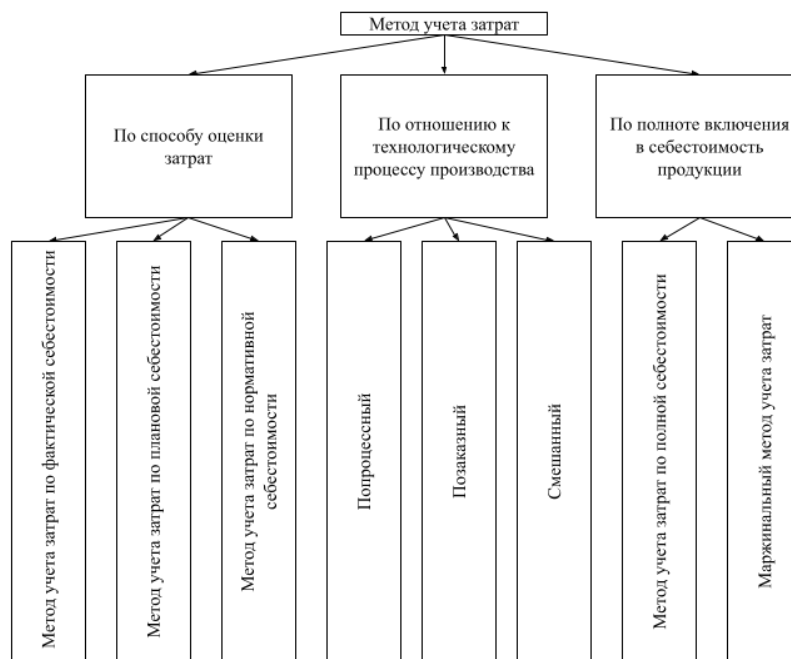 Метод учета затрат
По способу оценки
затрат
По отношению к
технологическому
процессу производства
По полноте включения
в себестоимость
продукции
Метод учета затрат по фактической себестоимости
Метод учета затрат по плановой себестоимости
Метод учета затрат по нормативной
себестоимости
Попроцессный
Позаказный
Смешанный
Метод учета затрат по полной себестоимости
Маржинальный метод учета затрат